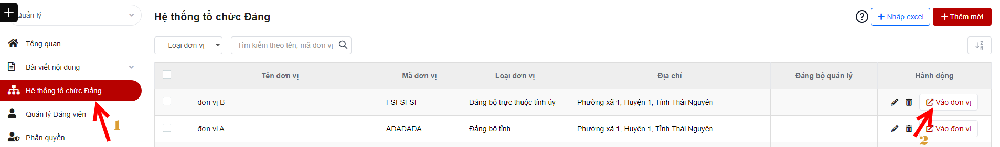 Quản lý
Tổng quan
Bài viết nội dung
Hệ thống tổ chức Đảng
Quản lý Đảng viên
Phân quyền
1
Hệ thống tổ chức Đảng
? + Nhập excel + Thêm mới
-- Loại đơn vị -- Tìm kiếm theo tên, mã đơn vị
Z
A
Tên đơn vị Mã đơn vị Loại đơn vị Địa chỉ Đảng bộ quản lý Hành động
đơn vị B FSFSFSF Đảng bộ trực thuộc tỉnh ủy Phường xã 1, Huyện 1, Tỉnh Thái Nguyên Vào đơn vị
đơn vị A ADADADA Đảng bộ tỉnh Phường xã 1, Huyện 1, Tỉnh Thái Nguyên Vào đơn vị
2